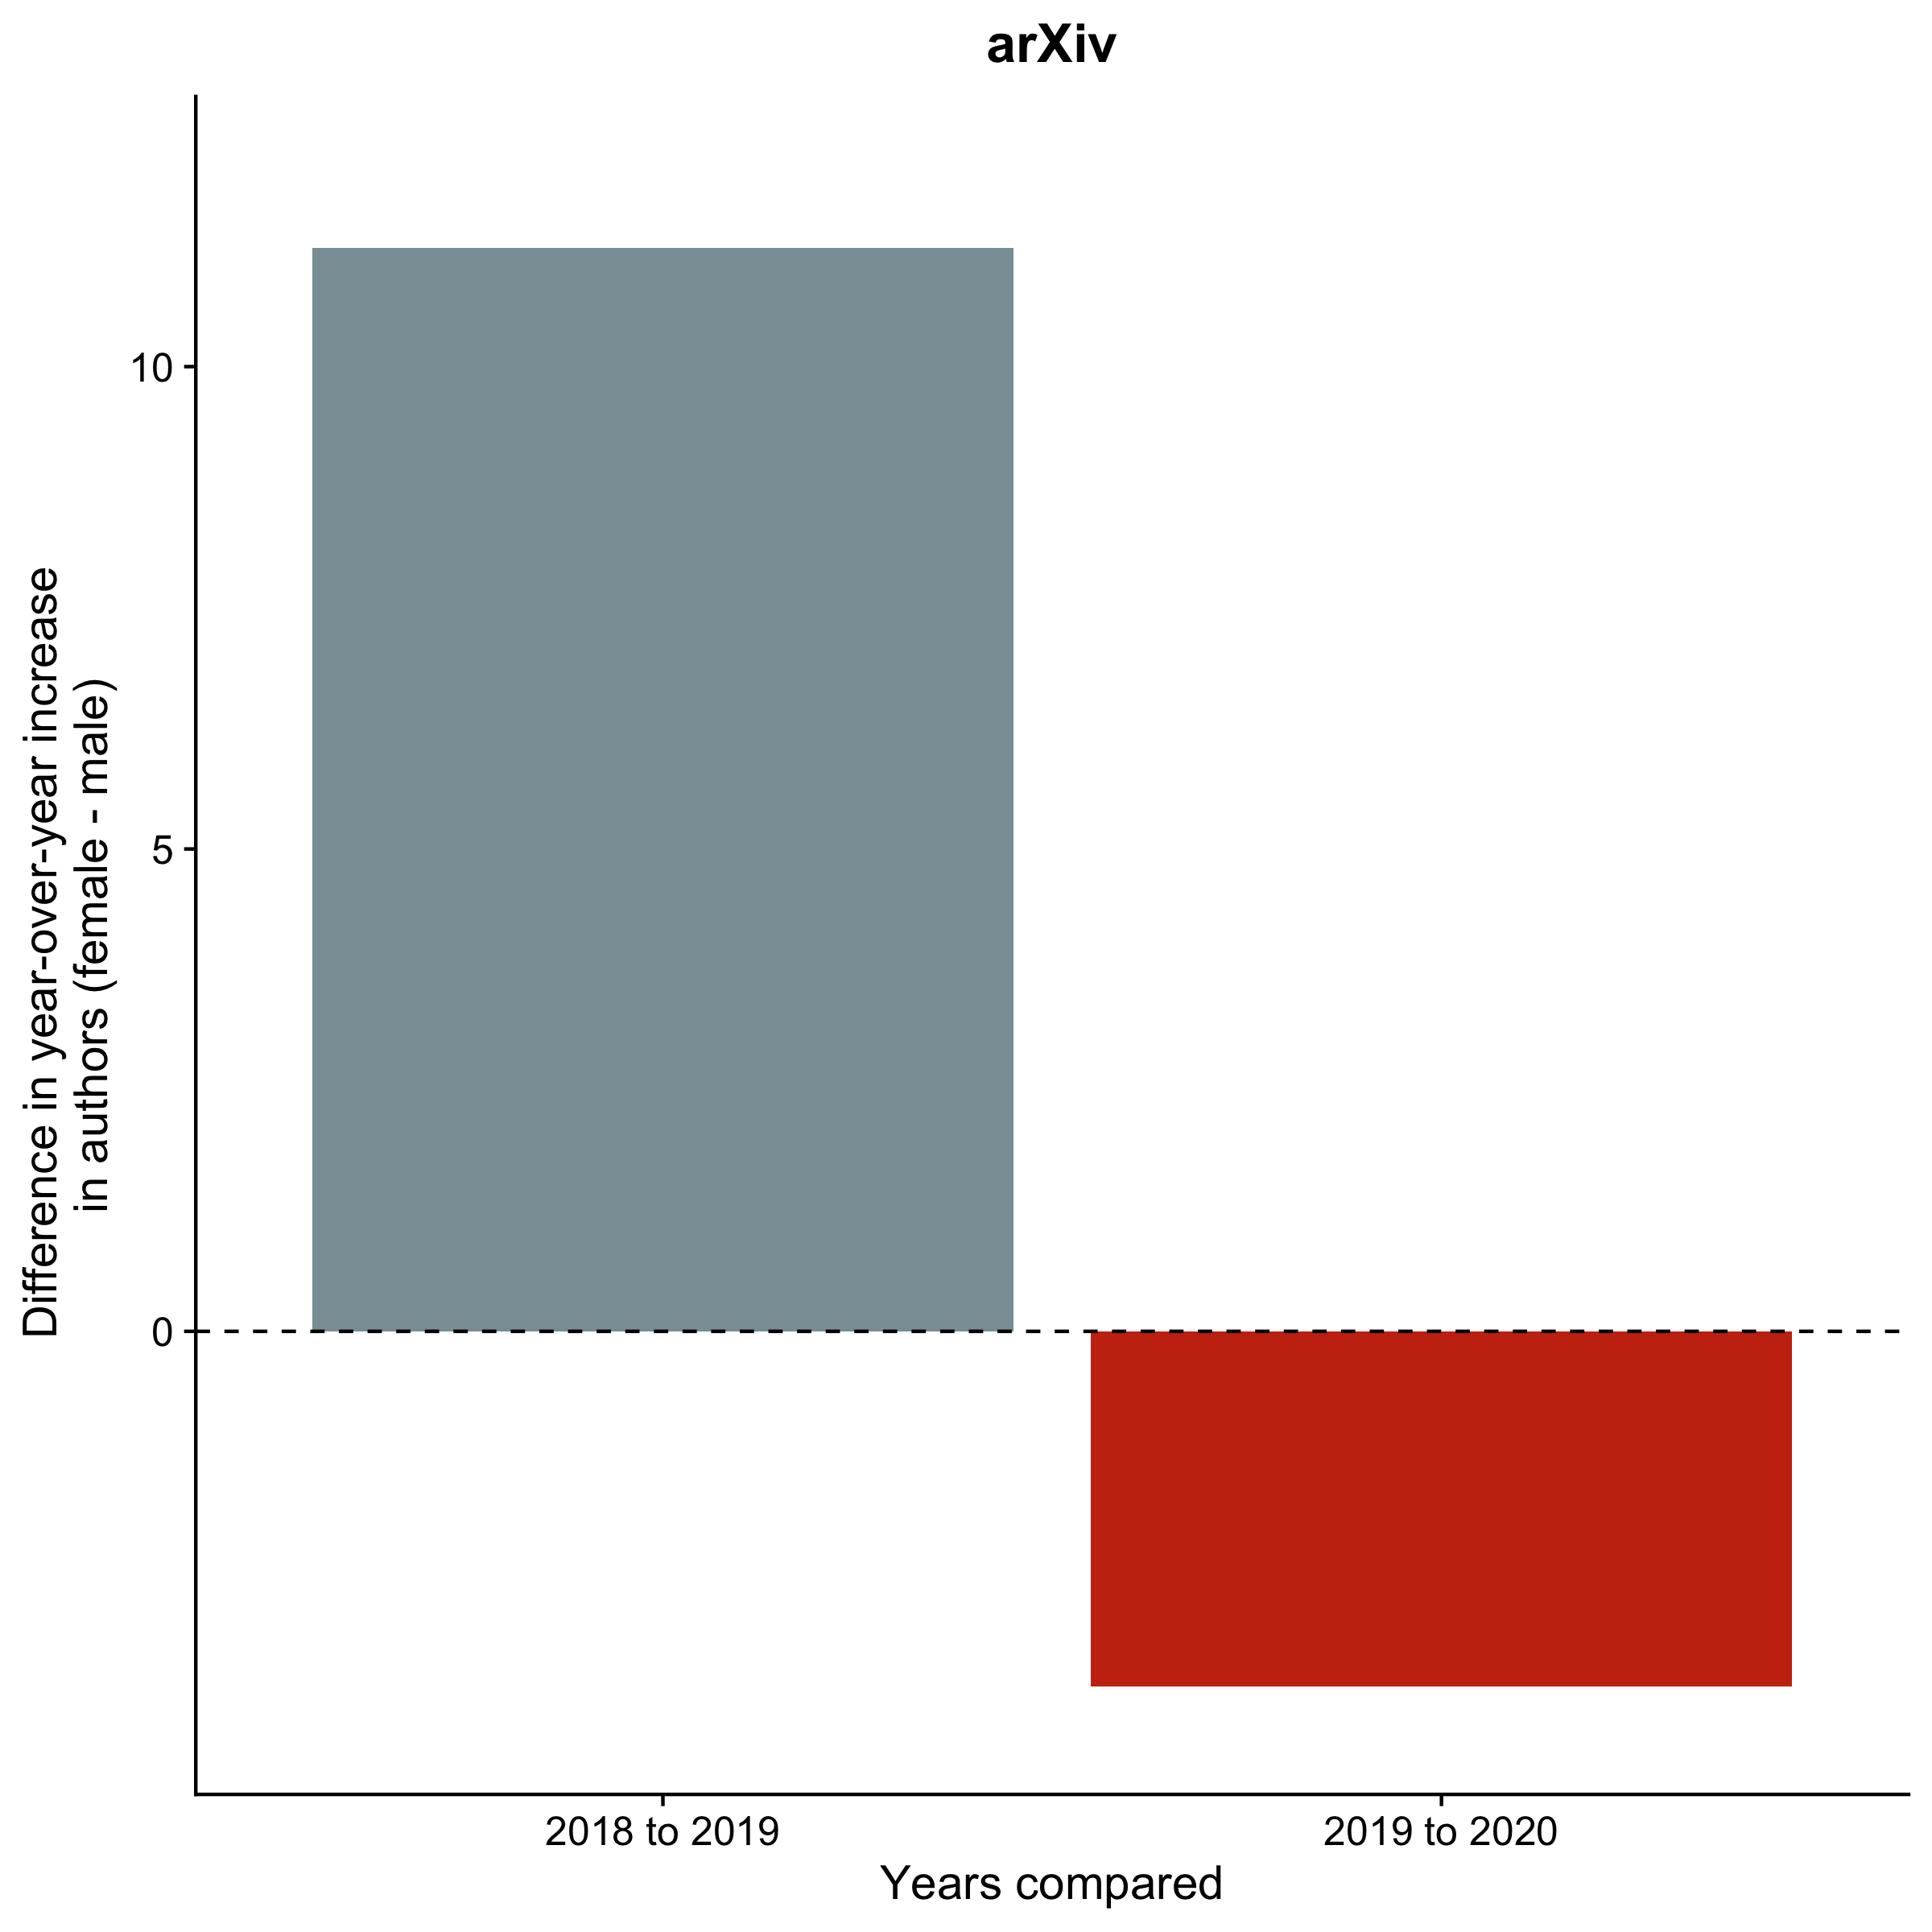 arXiv
Difference in year-over-year increase
in authors (female - male)
10
5
0
2018 to 2019
2019 to 2020
Years compared